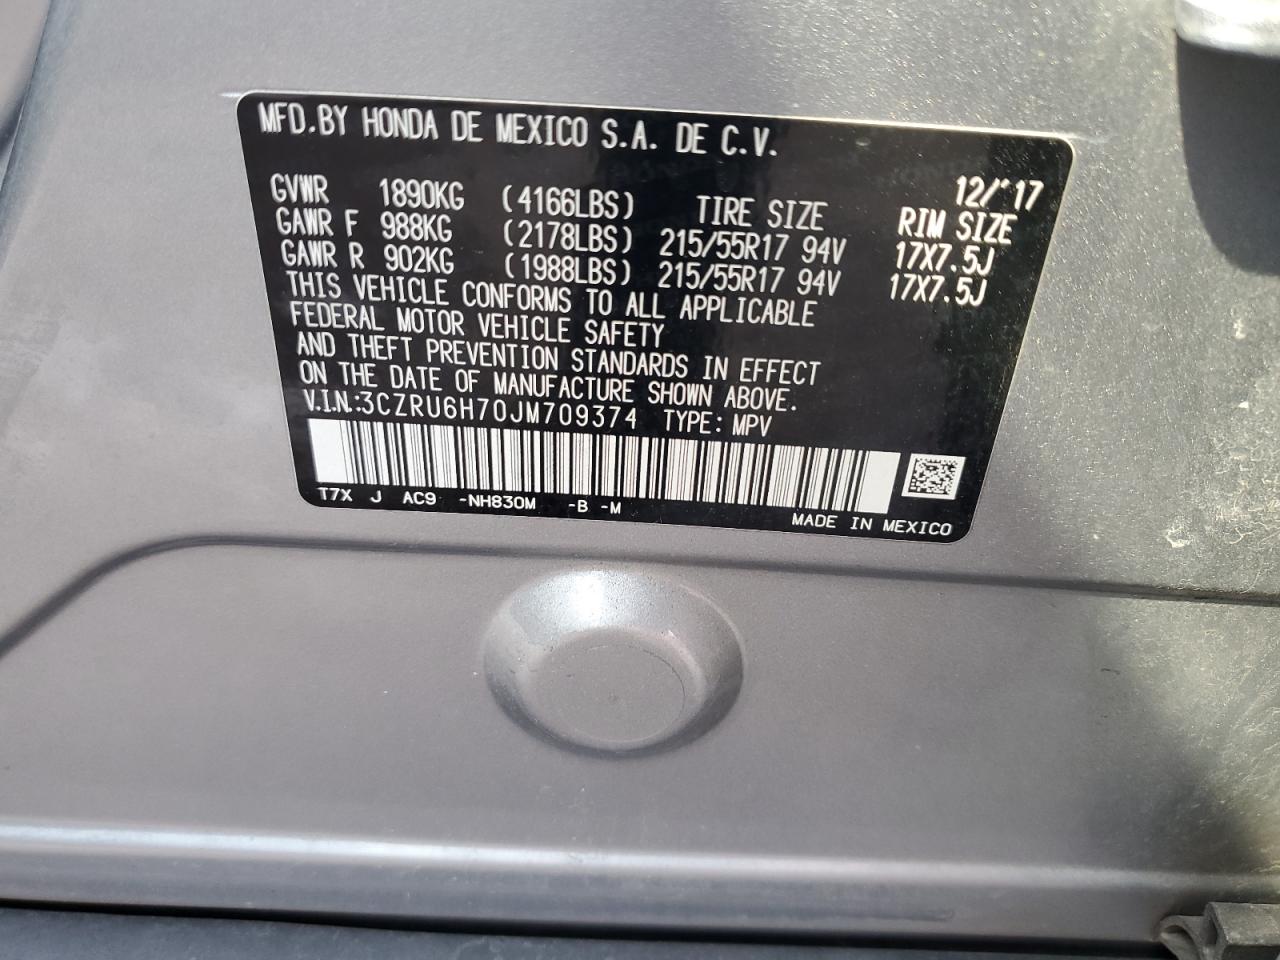 MFD.BY HONDA DE MEXICO S.A. DE C.V.
12/'17
GVWR 1890KG (4166LBS) TIRE SIZE RIM SIZE
GAWR F 988KG (2178LBS) 215/55R17 94V 17X7.5J
GAWR R 902KG (1988LBS) 215/55R17 94V 17X7.5J
THIS VEHICLE CONFORMS TO ALL APPLICABLE
FEDERAL MOTOR VEHICLE SAFETY
AND THEFT PREVENTION STANDARDS IN EFFECT
ON THE DATE OF MANUFACTURE SHOWN ABOVE.
V.I.N.:3CZRU6H70JM709374 TYPE: MPV
T7X J AC9 -NH830M -B -M
MADE IN MEXICO